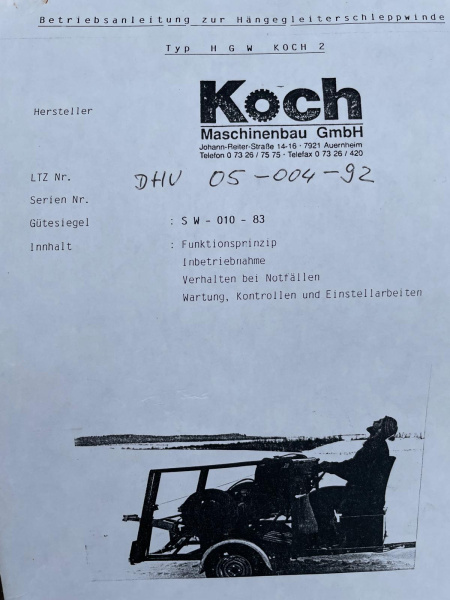 Betriebsanleitung zur Hängegleiterschleppwinde
Typ H G W KOCH 2
Hersteller
Koch
Maschinenbau GmbH
Johann-Reiter-Straße 14-16 · 7921 Auernheim
Telefon 0 73 26 / 75 75 - Telefax 0 73 26 / 420
LTZ Nr. DHV 05-004-92
Serien Nr.
Gütesiegel : S W - 010 - 83
Innhalt : Funktionsprinzip
Inbetriebnahme
Verhalten bei Notfällen
Wartung, Kontrollen und Einstellarbeiten